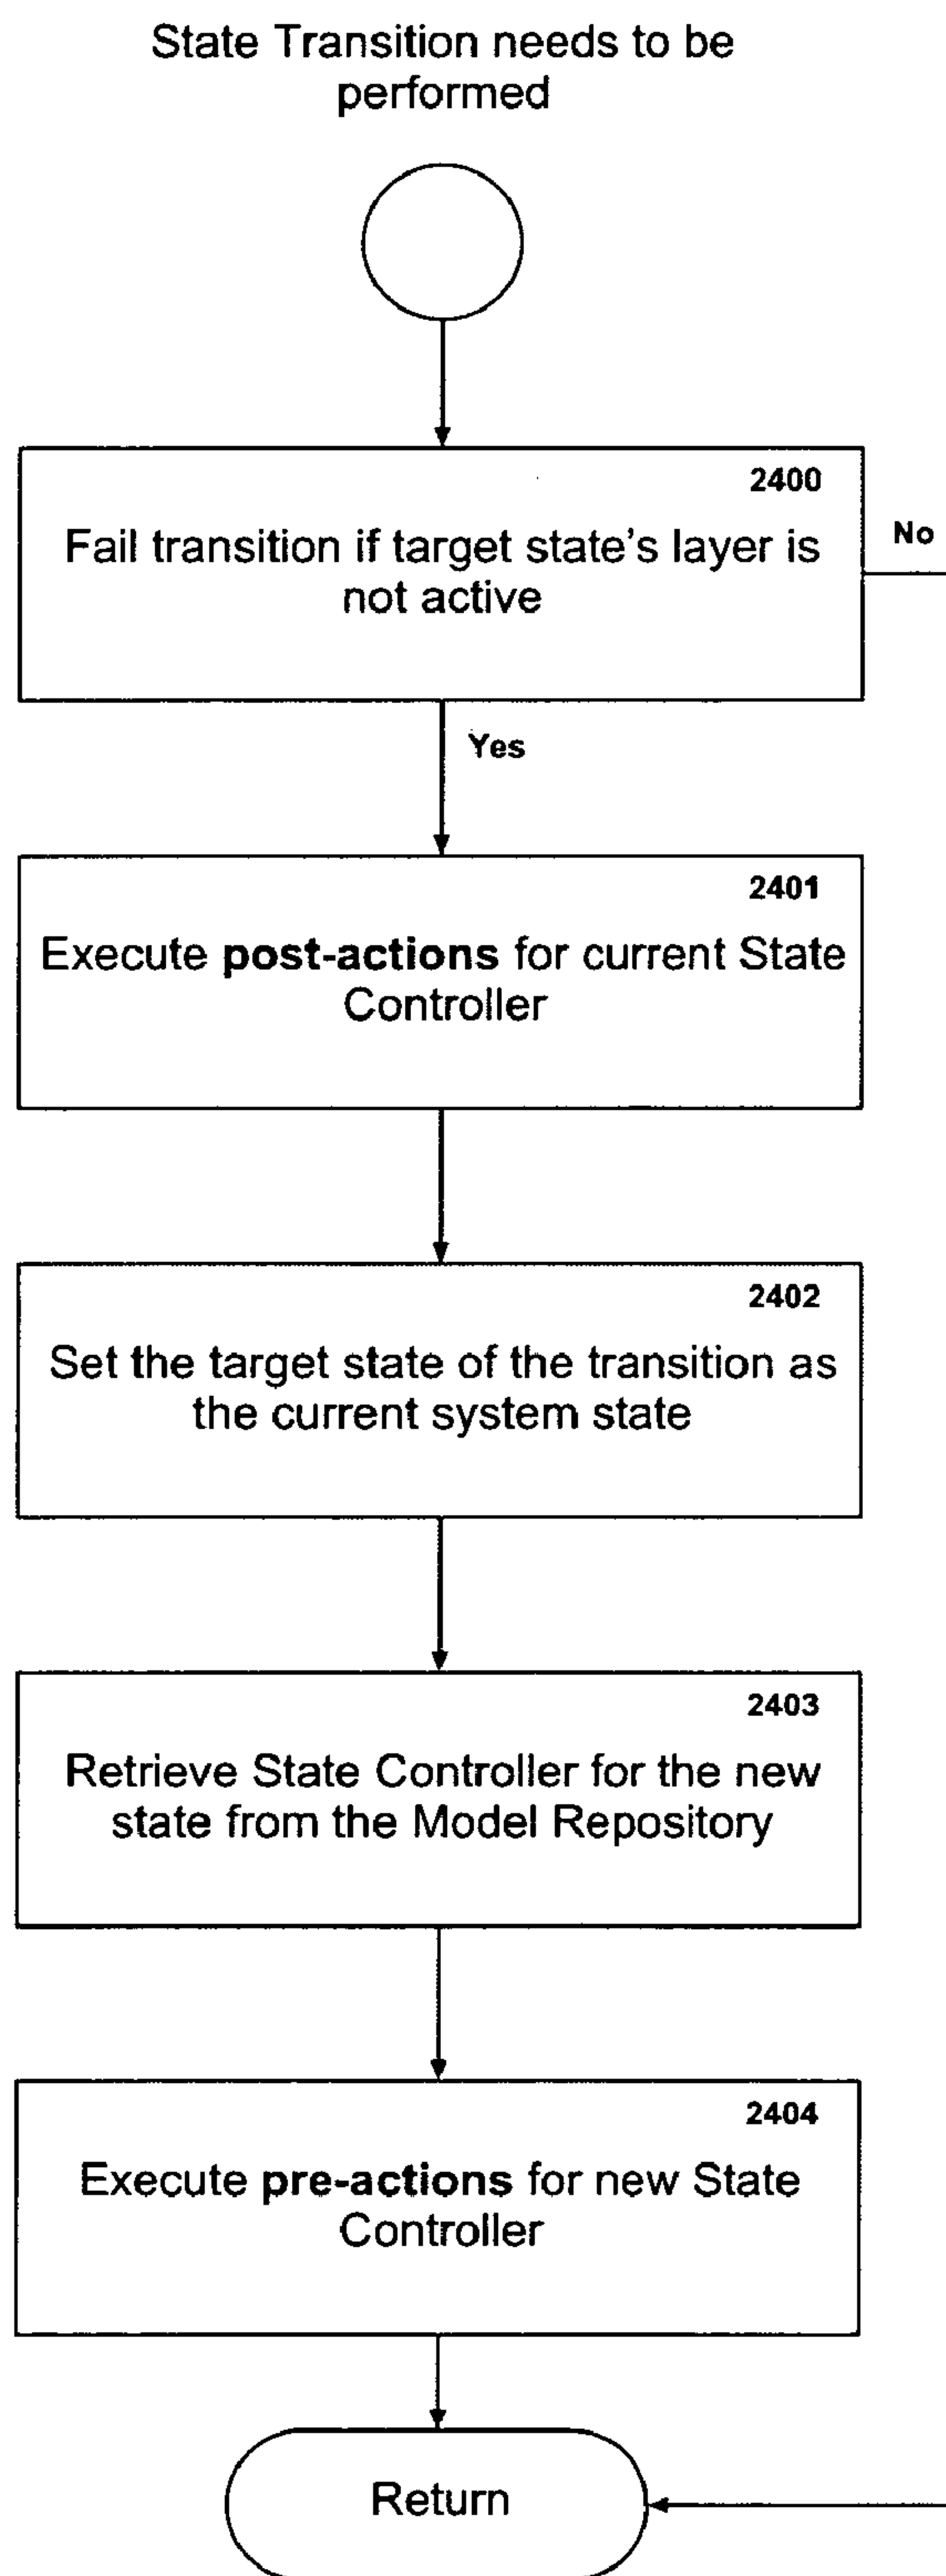 State Transition needs to be
performed
2400
Fail transition if target state's layer is
not active
No
Yes
2401
Execute post-actions for current State
Controller
2402
Set the target state of the transition as
the current system state
2403
Retrieve State Controller for the new
state from the Model Repository
2404
Execute pre-actions for new State
Controller
Return